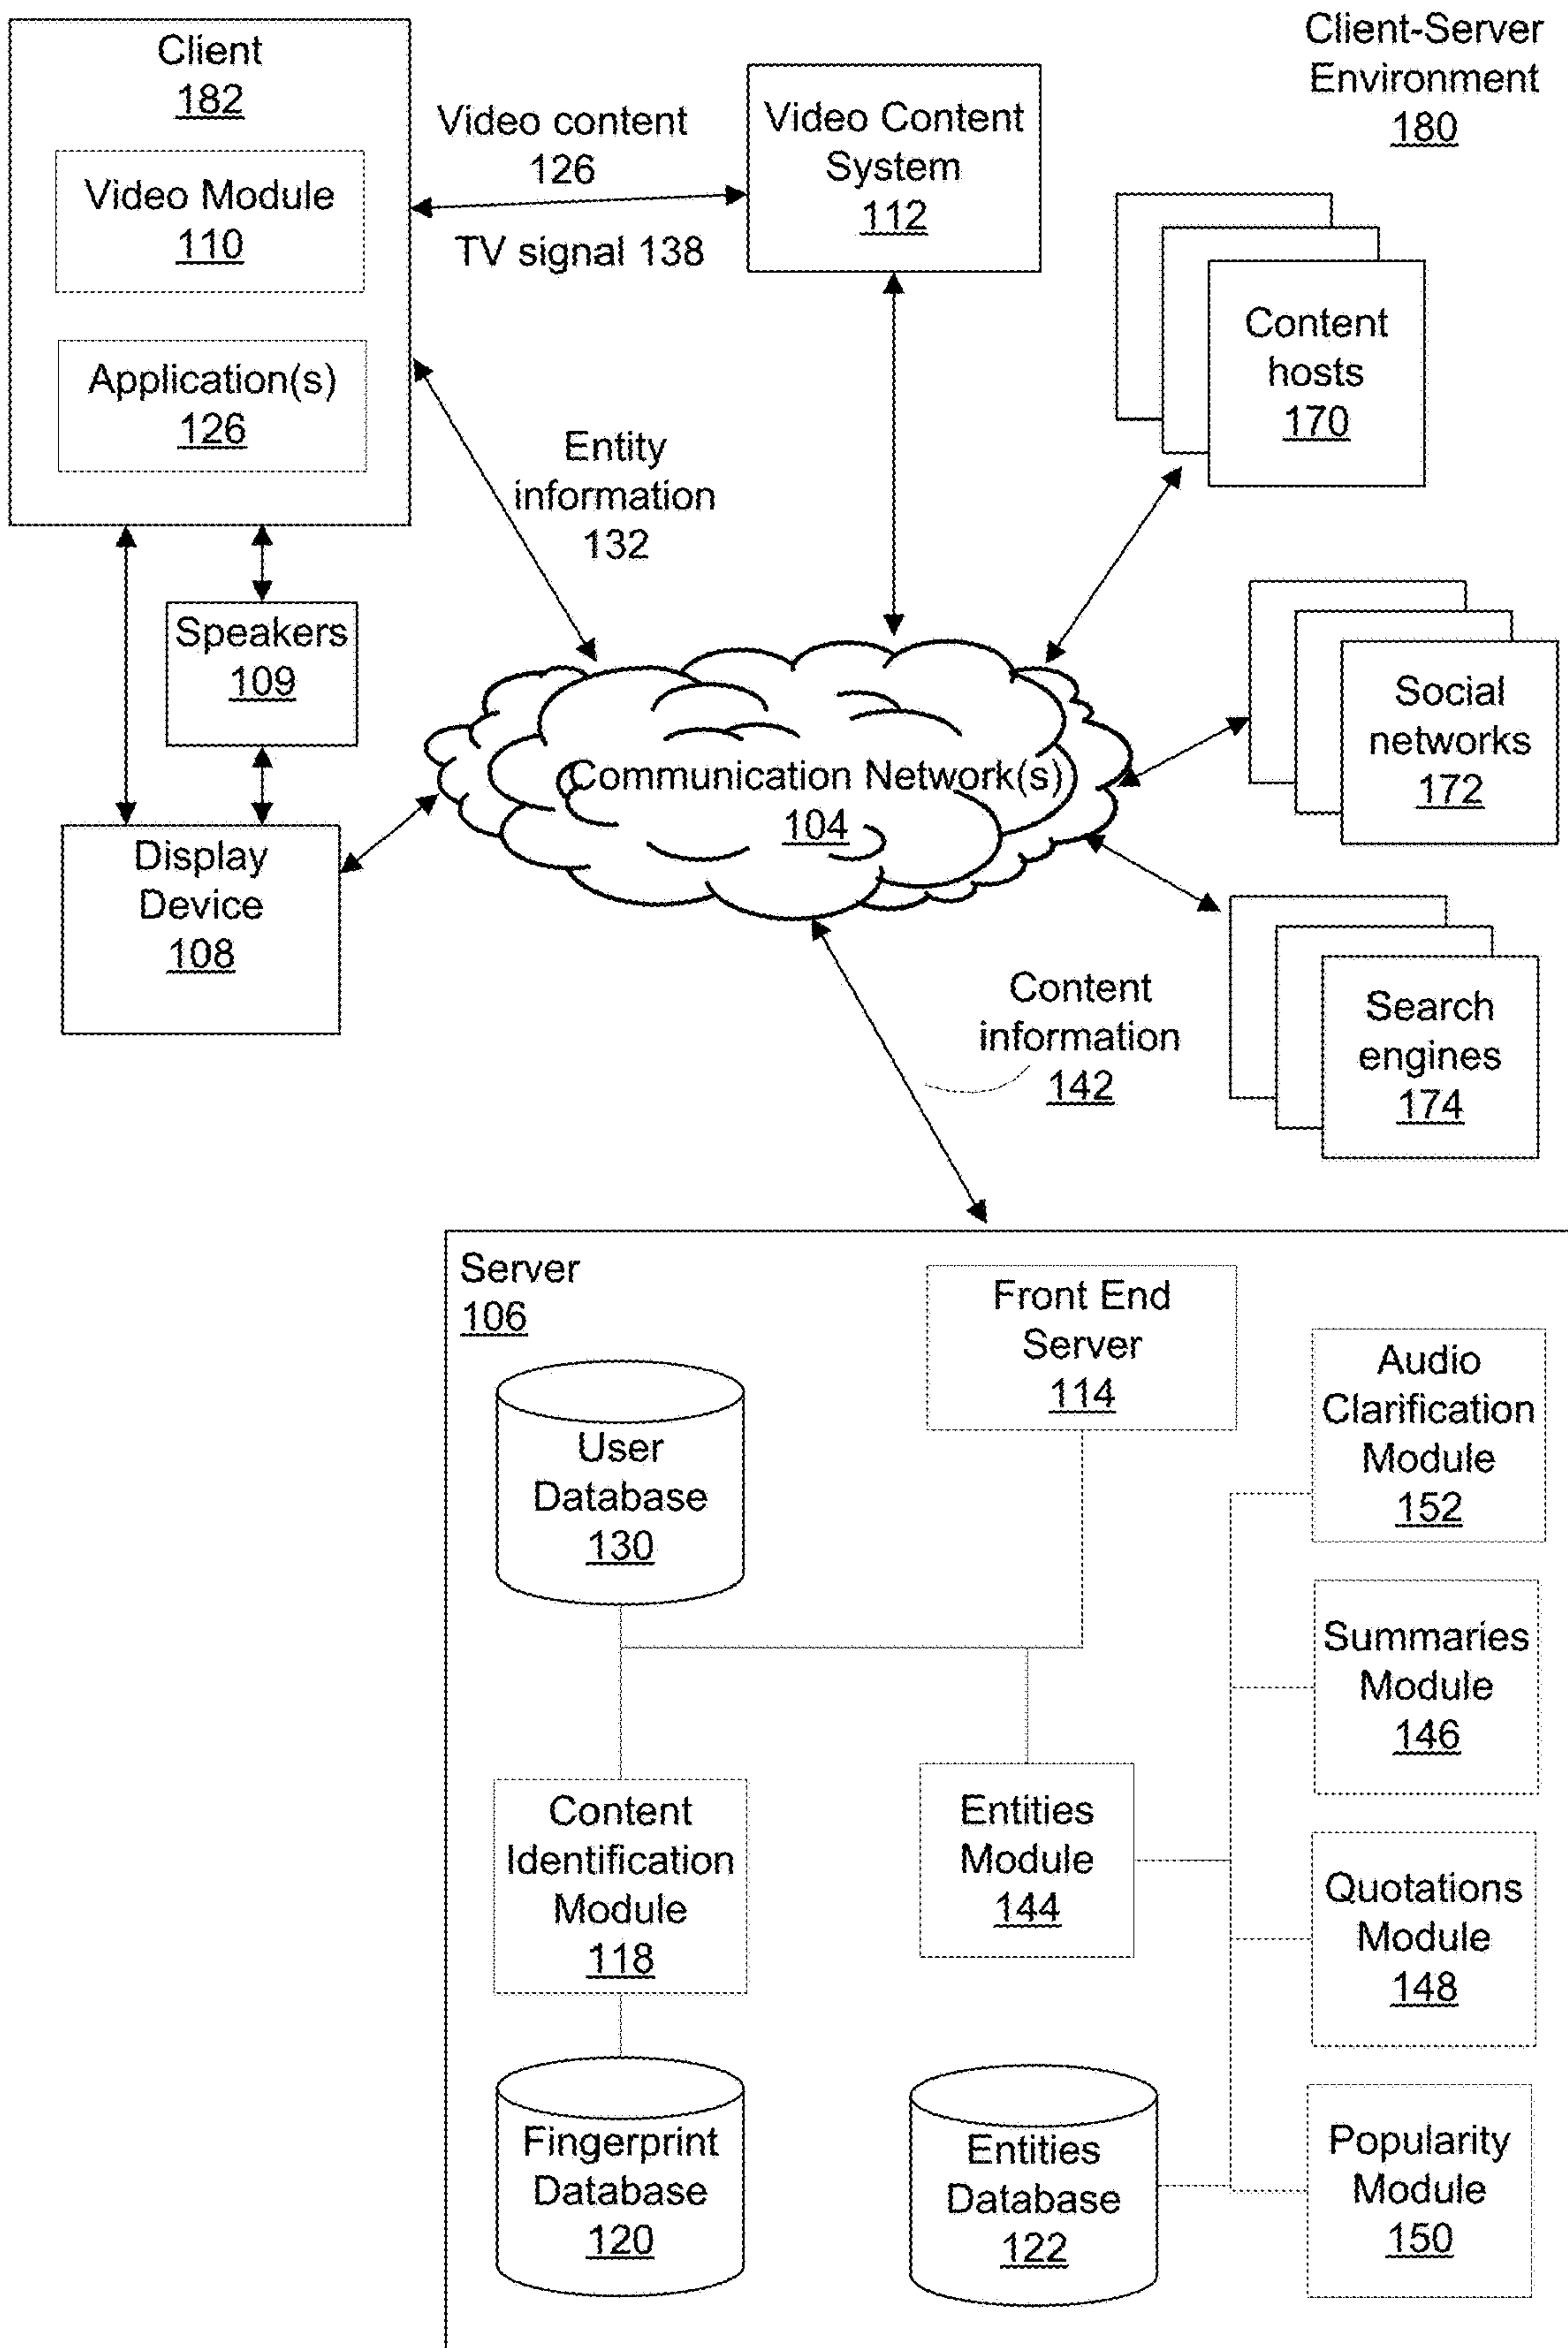 Client
182
Video Module
110
Application(s)
126
Video content
126
TV signal 138
Video Content
System
112
Client-Server
Environment
180
Content
hosts
170
Entity
information
132
Speakers
109
Display
Device
108
Communication Network(s)
104
Social
networks
172
Search
engines
174
Content
information
142
Server
106
Front End
Server
114
User
Database
130
Audio
Clarification
Module
152
Summaries
Module
146
Content
Identification
Module
118
Entities
Module
144
Quotations
Module
148
Fingerprint
Database
120
Entities
Database
122
Popularity
Module
150